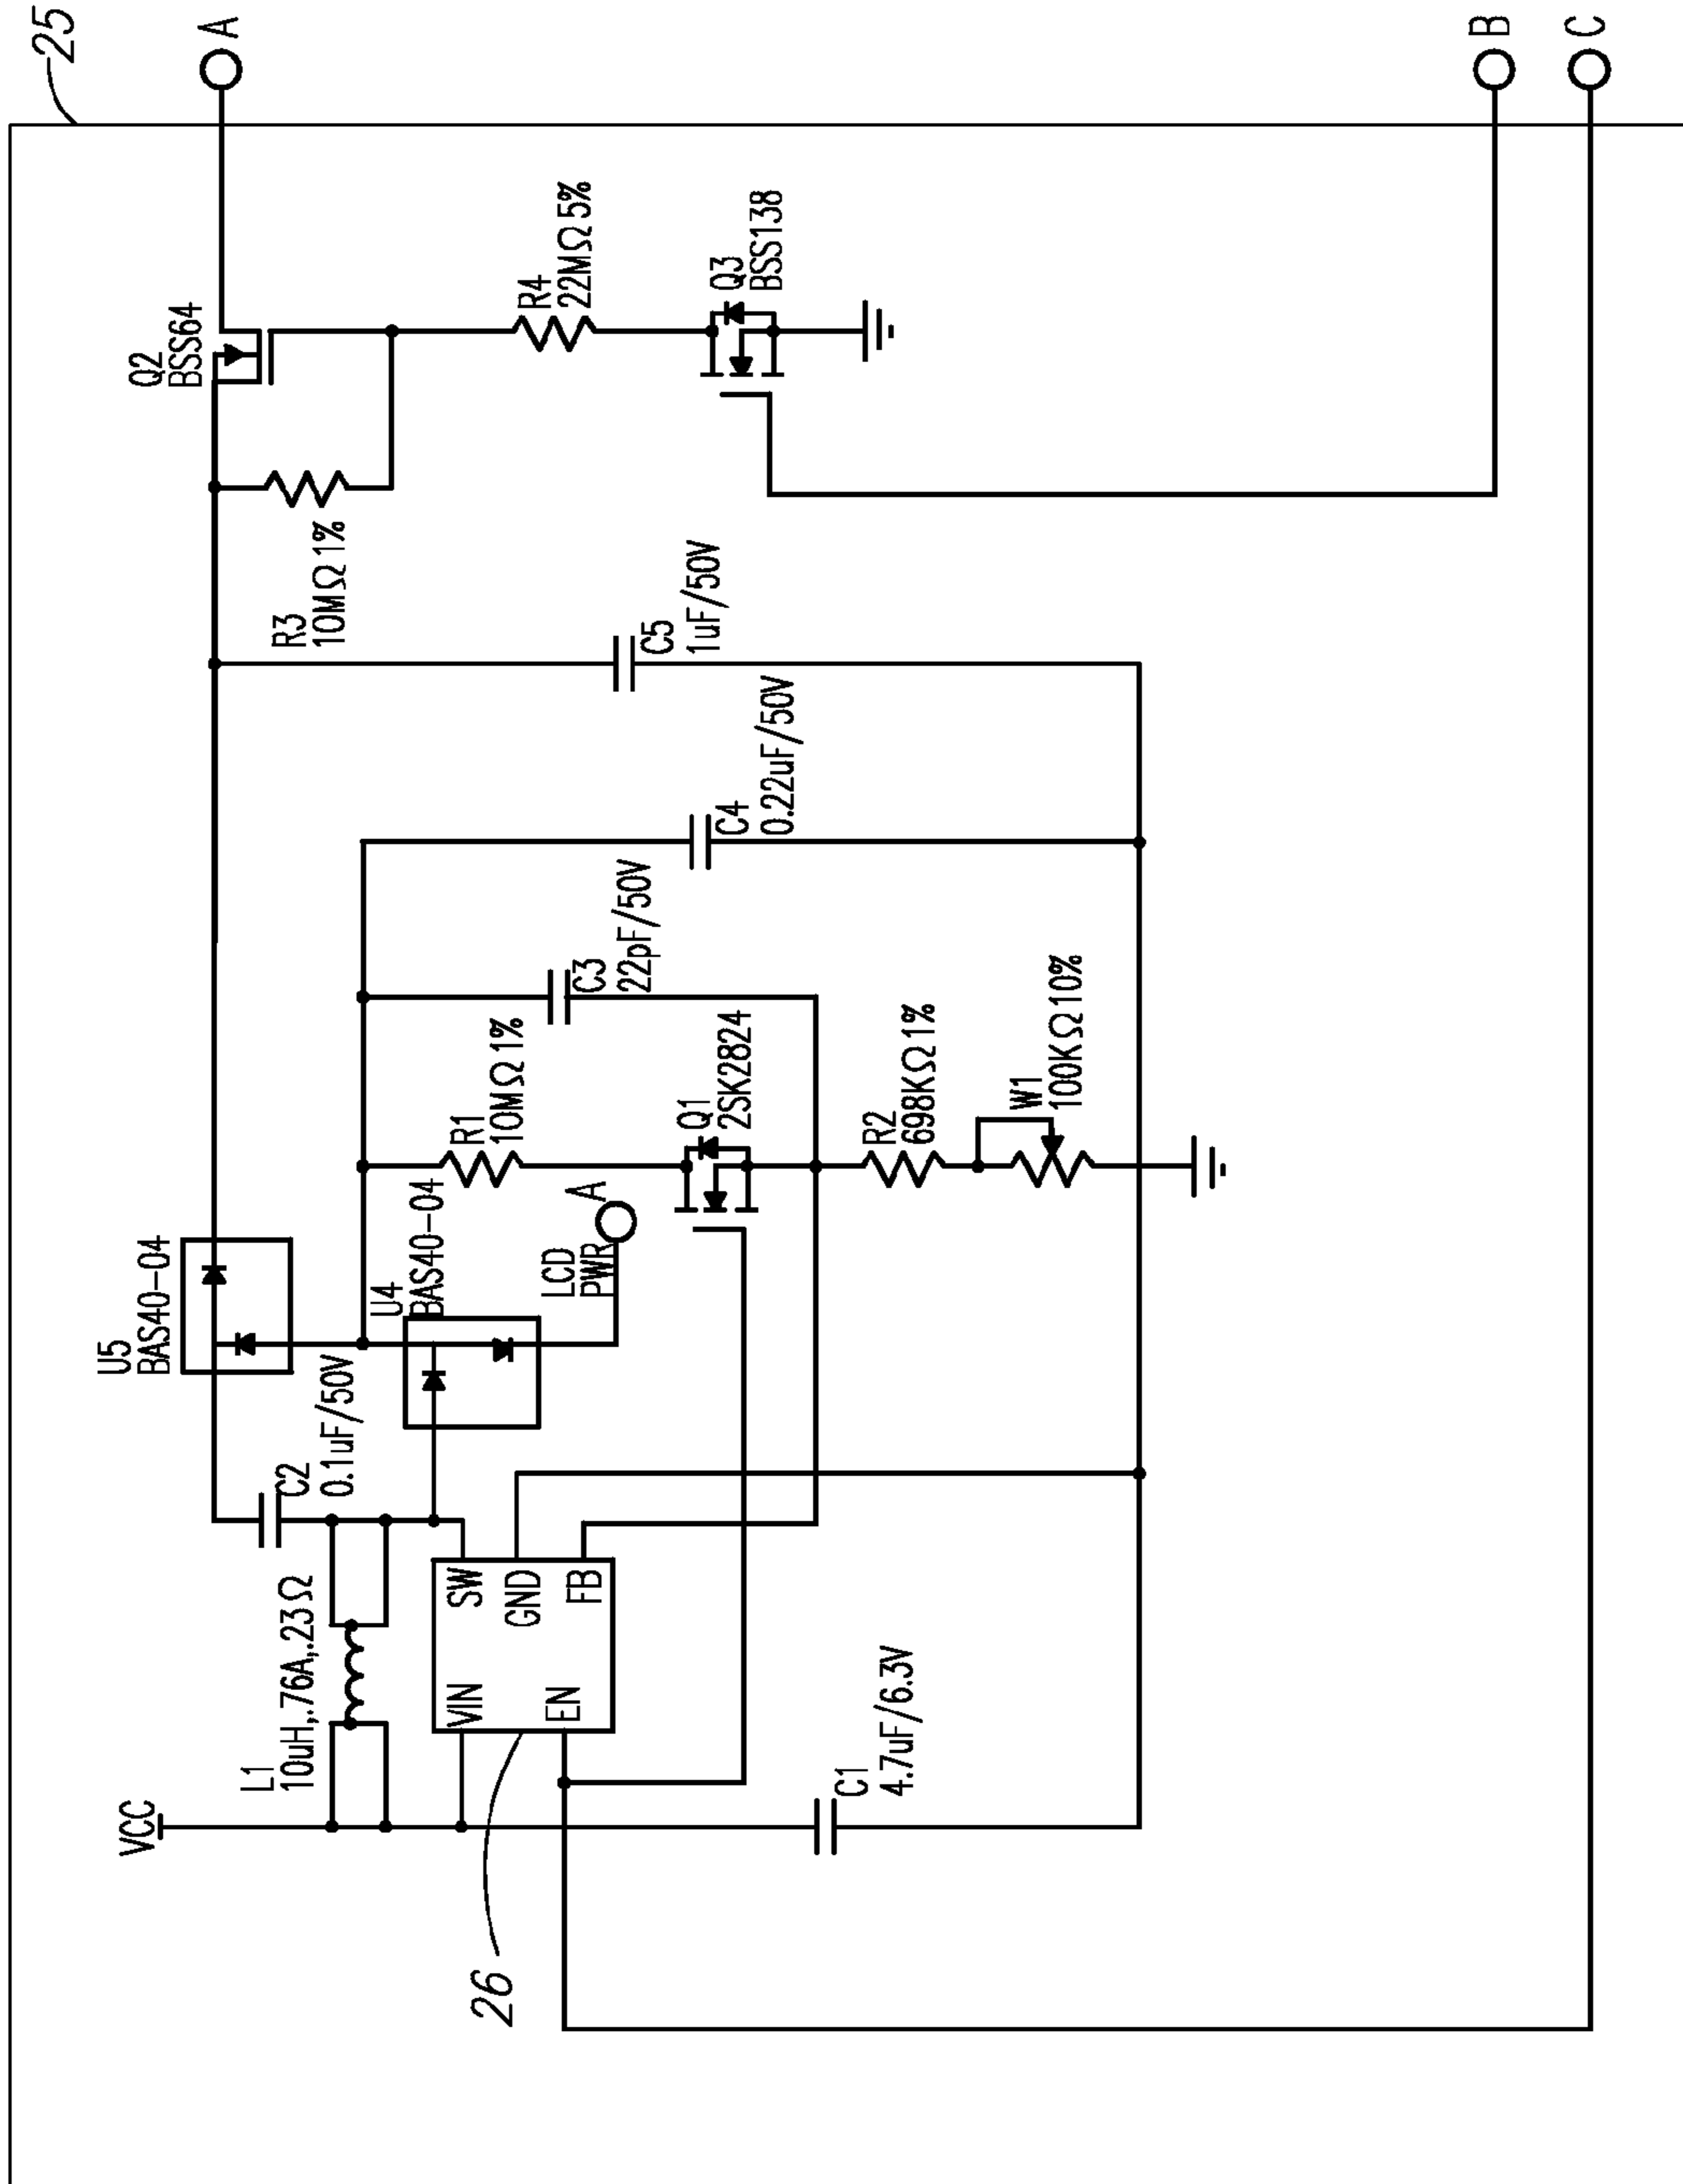 25
A
Q2
BSS64
R3
10MΩ 1%
R4
22MΩ 5%
Q3
BSS138
C5
1uF/50V
C4
0.22uF/50V
C3
22pF/50V
U5
BAS40-04
U4
BAS40-04
R1
10MΩ 1%
Q1
2SK2824
R2
698KΩ 1%
W1
100KΩ 10%
LCD
PWR
A
C2
0.1uF/50V
L1
10uH,.76A,.23Ω
VCC
VIN
EN
SW
GND
FB
26
C1
4.7uF/6.3V
B
C